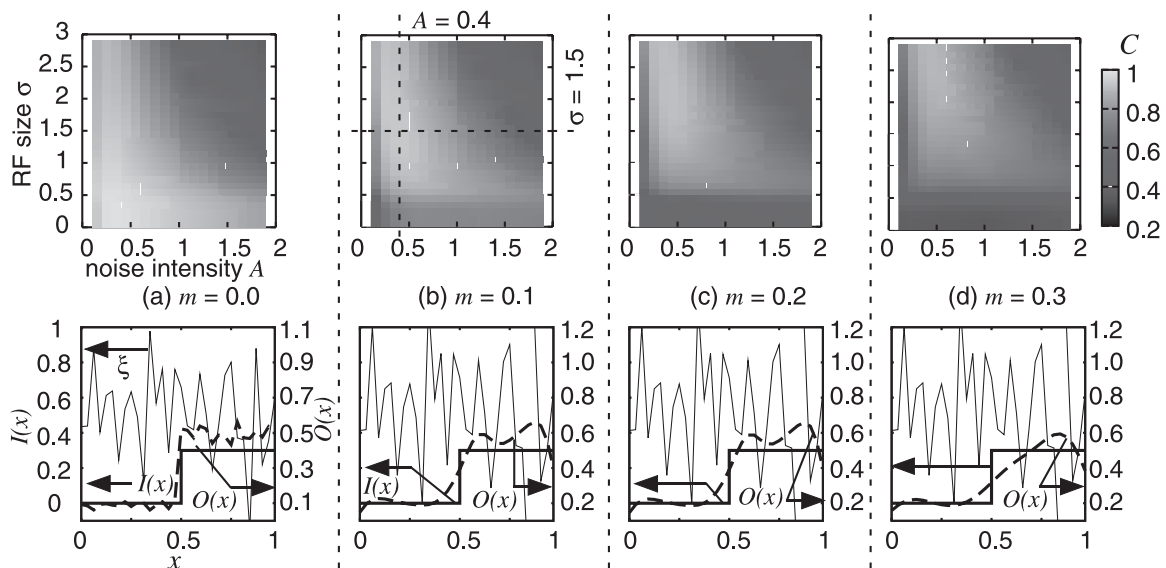 A = 0.4
σ = 1.5
C
RF size σ
3
2.5
2
1.5
1
0.5
0
0 0.5 1 1.5 2
0 0.5 1 1.5 2
0 0.5 1 1.5 2
0 0.5 1 1.5 2
1
0.8
0.6
0.4
0.2
noise intensity A
(a) m = 0.0
(b) m = 0.1
(c) m = 0.2
(d) m = 0.3
I(x)
1
0.8
0.6
0.4
0.2
0
ξ
I(x)
O(x)
1.1
0.9
0.7
0.5
0.3
0.1
O(x)
0 0.5 1
x
I(x)
O(x)
1.2
1.0
0.8
0.6
0.4
0.2
0 0.5 1
O(x)
1.2
1.0
0.8
0.6
0.4
0.2
0 0.5 1
O(x)
1.2
1.0
0.8
0.6
0.4
0.2
0 0.5 1